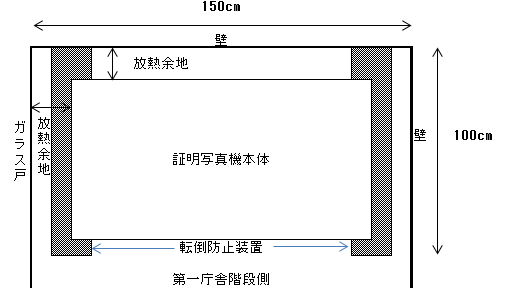 150cm
壁
放熱余地
ガラス戸
放熱余地
壁
100cm
証明写真機本体
転倒防止装置
第一庁舎階段側